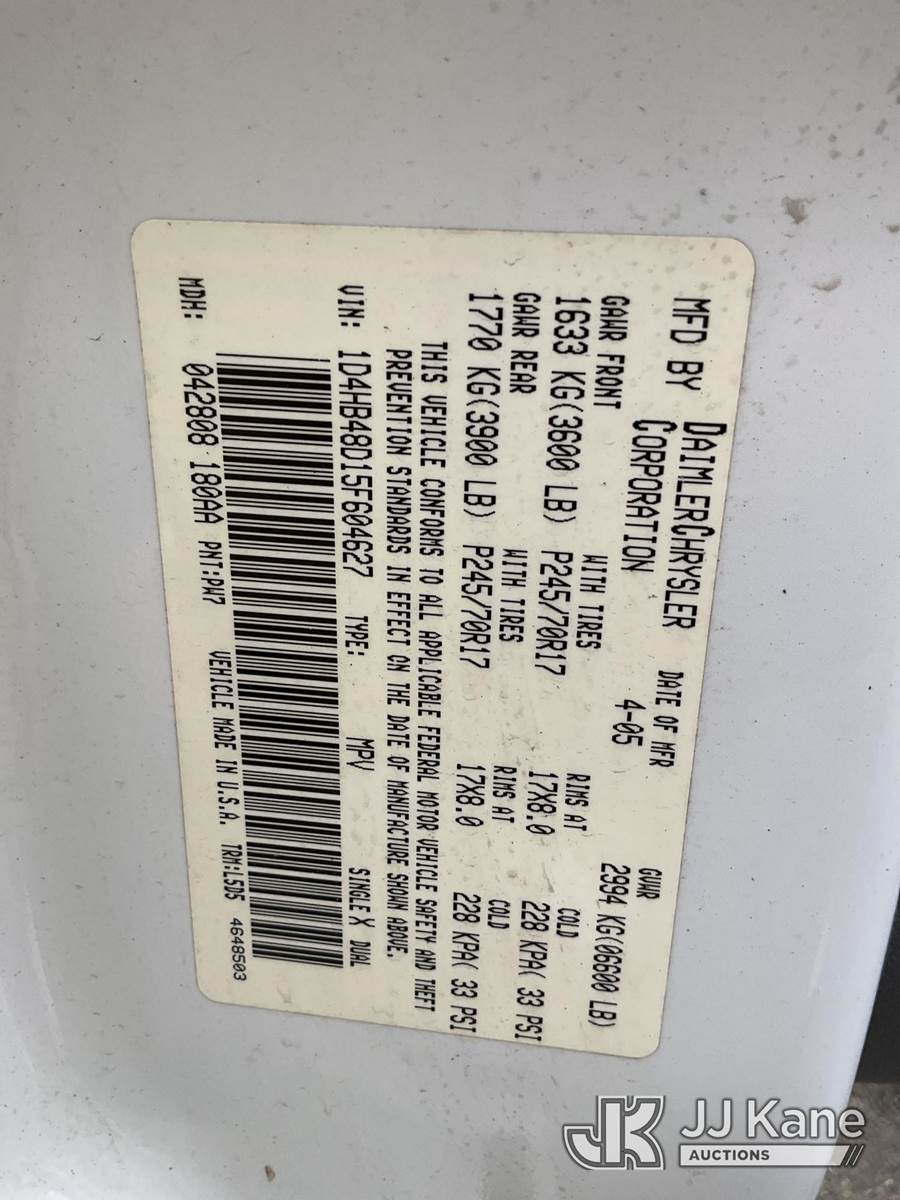 MFD BY DAIMLERCHRYSLER CORPORATION
DATE OF MFR 4-05
GVWR 2994 KG(06600 LB)
GAWR FRONT WITH TIRES RIMS AT COLD
1633 KG(3600 LB) P245/70R17 17X8.0 228 KPA( 33 PSI
GAWR REAR WITH TIRES RIMS AT COLD
1770 KG(3900 LB) P245/70R17 17X8.0 228 KPA( 33 PSI
THIS VEHICLE CONFORMS TO ALL APPLICABLE FEDERAL MOTOR VEHICLE SAFETY AND THEFT
PREVENTION STANDARDS IN EFFECT ON THE DATE OF MANUFACTURE SHOWN ABOVE.
VIN: 1D4HB48D15F604627 TYPE: MPV SINGLE X DUAL
MDH: 042808 180AA PNT:PW7 VEHICLE MADE IN U.S.A. TRM:L5D5 4648503
JK JJ Kane
AUCTIONS